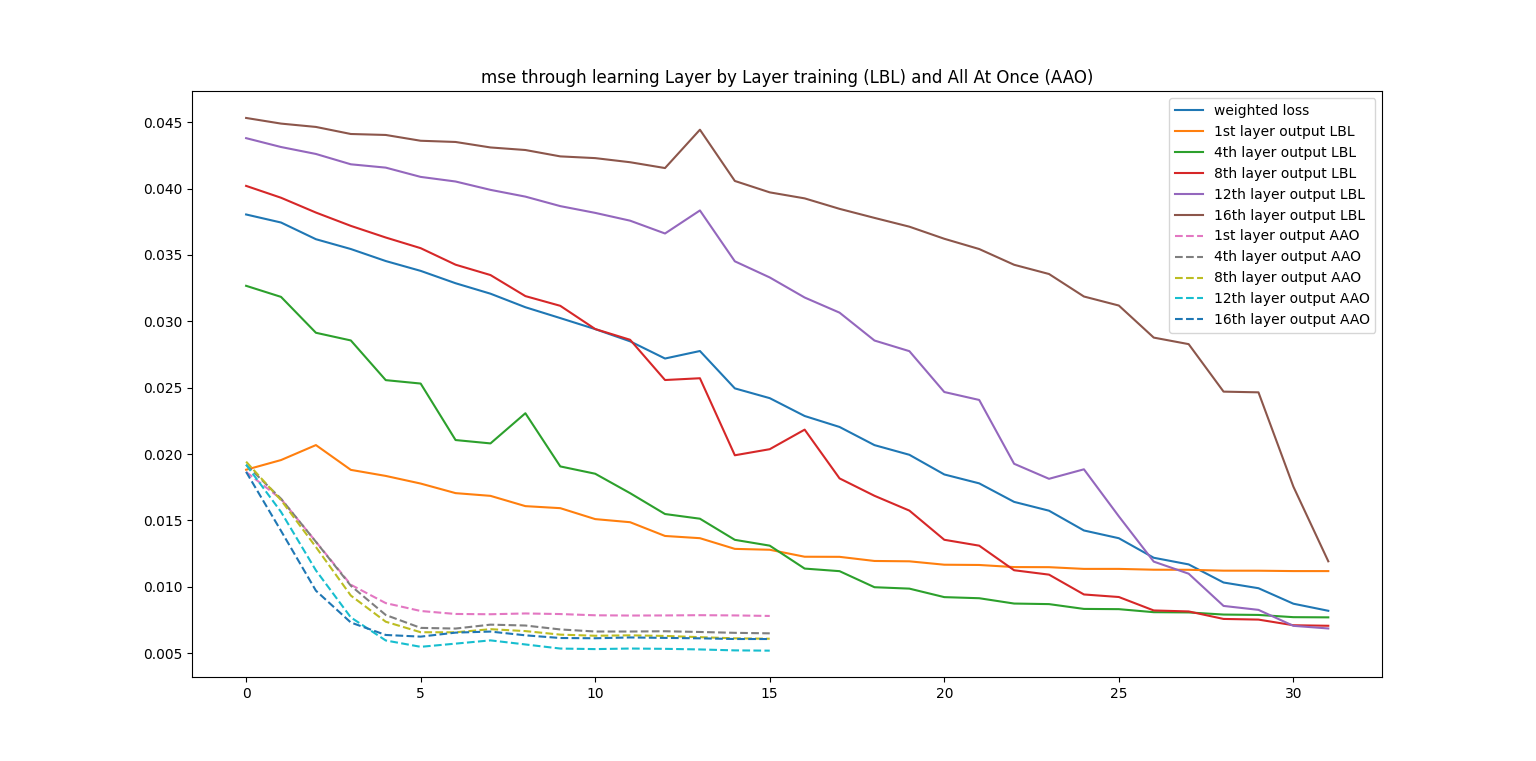 mse through learning Layer by Layer training (LBL) and All At Once (AAO)
0.045
0.040
0.035
0.030
0.025
0.020
0.015
0.010
0.005
weighted loss
1st layer output LBL
4th layer output LBL
8th layer output LBL
12th layer output LBL
16th layer output LBL
1st layer output AAO
4th layer output AAO
8th layer output AAO
12th layer output AAO
16th layer output AAO
0 5 10 15 20 25 30